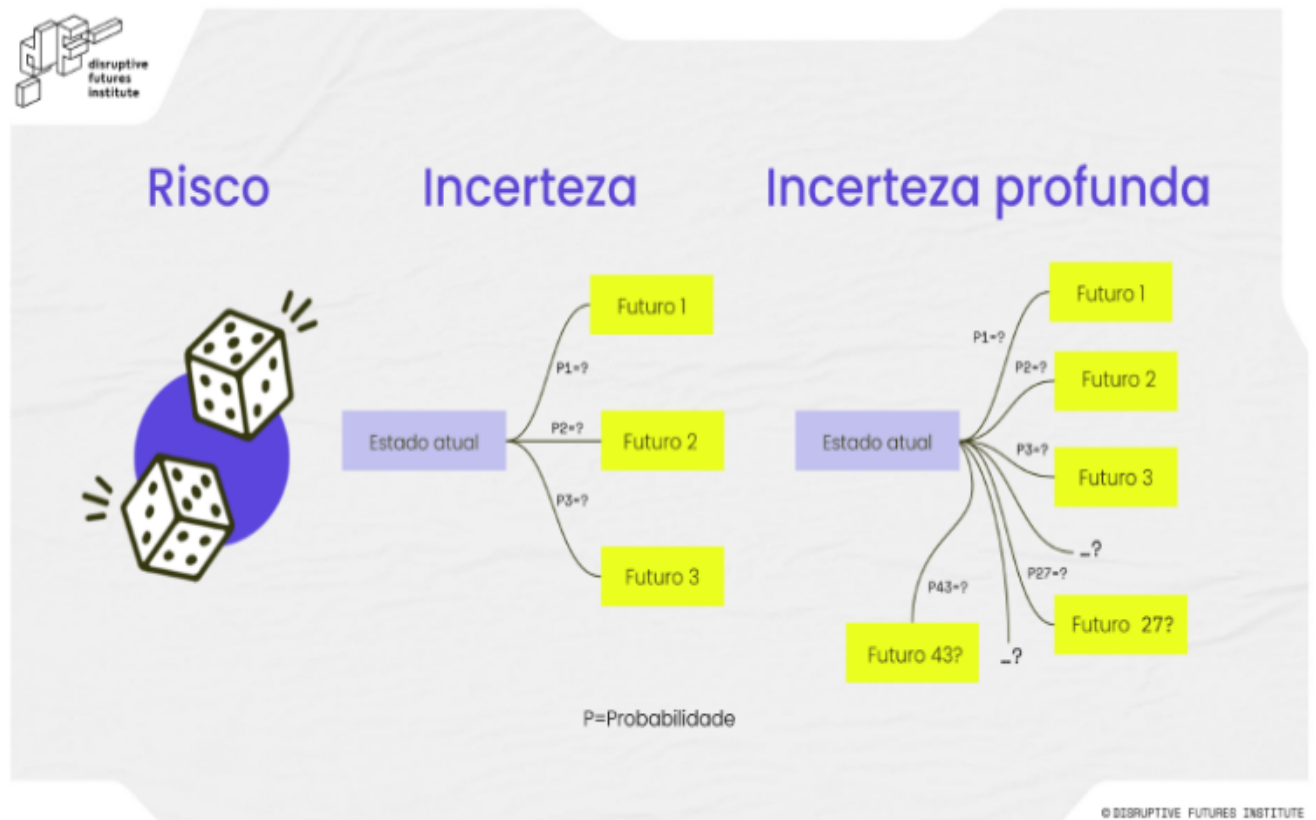 disruptive
futures
institute
Risco
Incerteza
Incerteza profunda
Futuro 1
P1=?
Estado atual
P2=?
Futuro 2
P3=?
Futuro 3
Futuro 1
P1=?
P2=?
Futuro 2
Estado atual
P3=?
Futuro 3
…?
P27=?
P43=?
Futuro 27?
Futuro 43?
…?
P=Probabilidade
© DISRUPTIVE FUTURES INSTITUTE